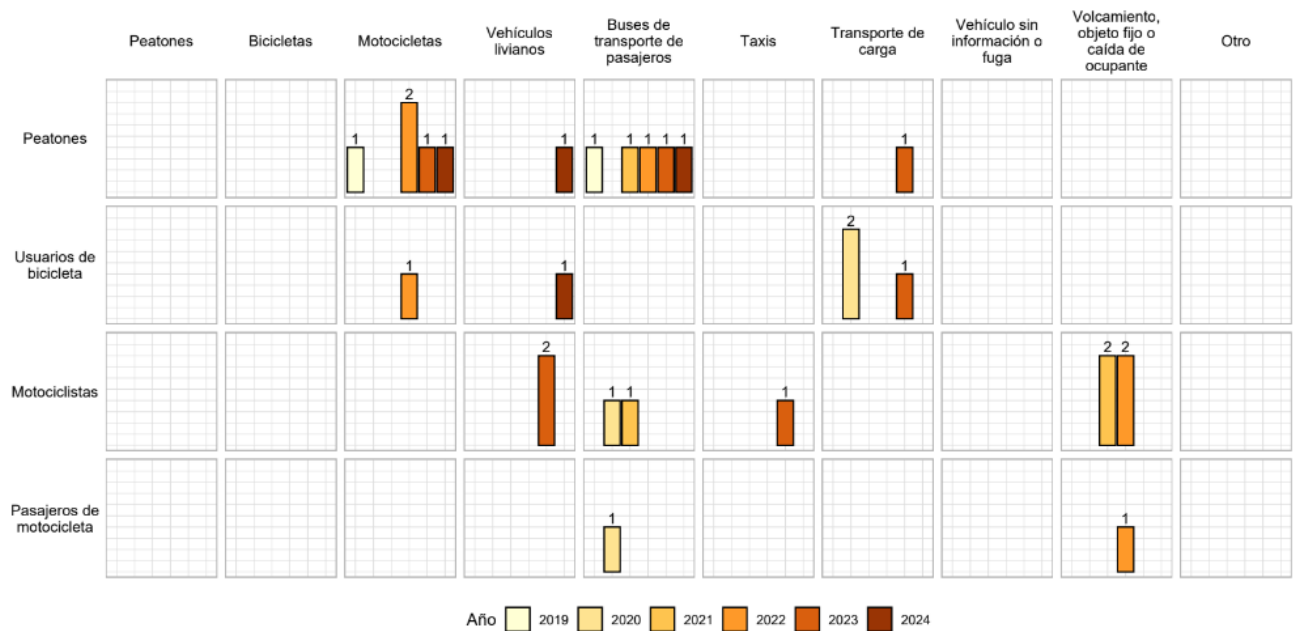 Peatones
Bicicletas
Motocicletas
Vehículos
livianos
Buses de
transporte de
pasajeros
Taxis
Transporte de
carga
Vehículo sin
información o
fuga
Volcamiento,
objeto fijo o
caída de
ocupante
Otro
Peatones
1
2
1
1
1
1
1
1
1
1
1
Usuarios de
bicicleta
1
1
2
1
Motociclistas
2
1
1
1
2
2
Pasajeros de
motocicleta
1
1
Año
2019
2020
2021
2022
2023
2024